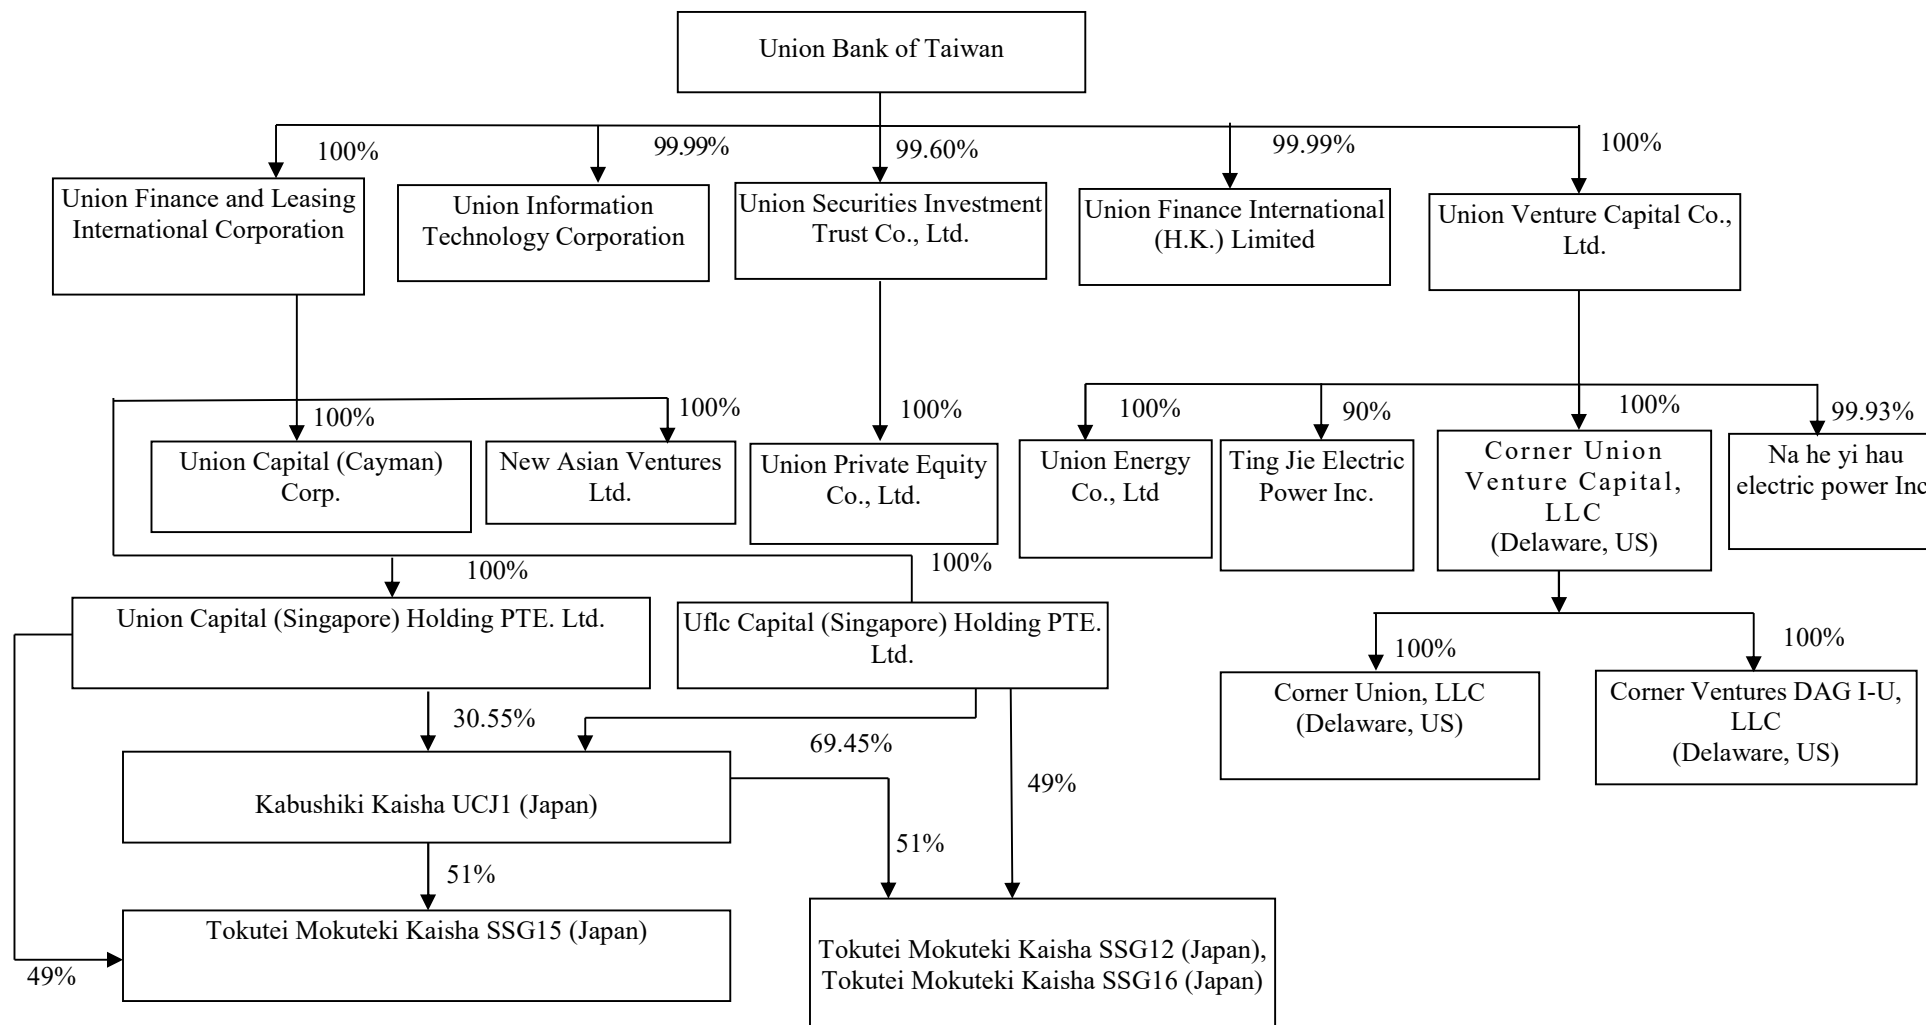 Union Bank of Taiwan
100%
99.99%
99.60%
99.99%
100%
Union Finance and Leasing
International Corporation
Union Information
Technology Corporation
Union Securities Investment
Trust Co., Ltd.
Union Finance International
(H.K.) Limited
Union Venture Capital Co.,
Ltd.
100%
100%
100%
100%
90%
100%
99.93%
Union Capital (Cayman)
Corp.
New Asian Ventures
Ltd.
Union Private Equity
Co., Ltd.
Union Energy
Co., Ltd
Ting Jie Electric
Power Inc.
Corner Union
Venture Capital,
LLC
(Delaware, US)
Na he yi hau
electric power Inc
100%
100%
Union Capital (Singapore) Holding PTE. Ltd.
Uflc Capital (Singapore) Holding PTE.
Ltd.
100%
100%
Corner Union, LLC
(Delaware, US)
Corner Ventures DAG I-U,
LLC
(Delaware, US)
30.55%
69.45%
49%
Kabushiki Kaisha UCJ1 (Japan)
51%
51%
Tokutei Mokuteki Kaisha SSG15 (Japan)
49%
Tokutei Mokuteki Kaisha SSG12 (Japan),
Tokutei Mokuteki Kaisha SSG16 (Japan)